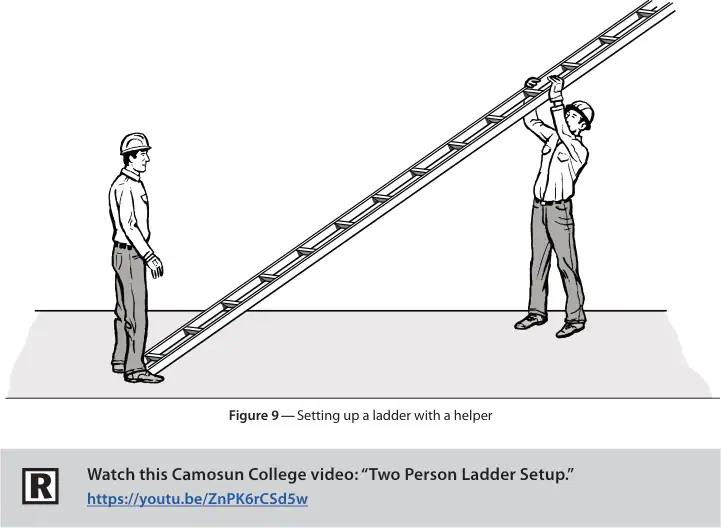 Figure 9 — Setting up a ladder with a helper
R
Watch this Camosun College video: “Two Person Ladder Setup.”
https://youtu.be/ZnPK6rCSd5w